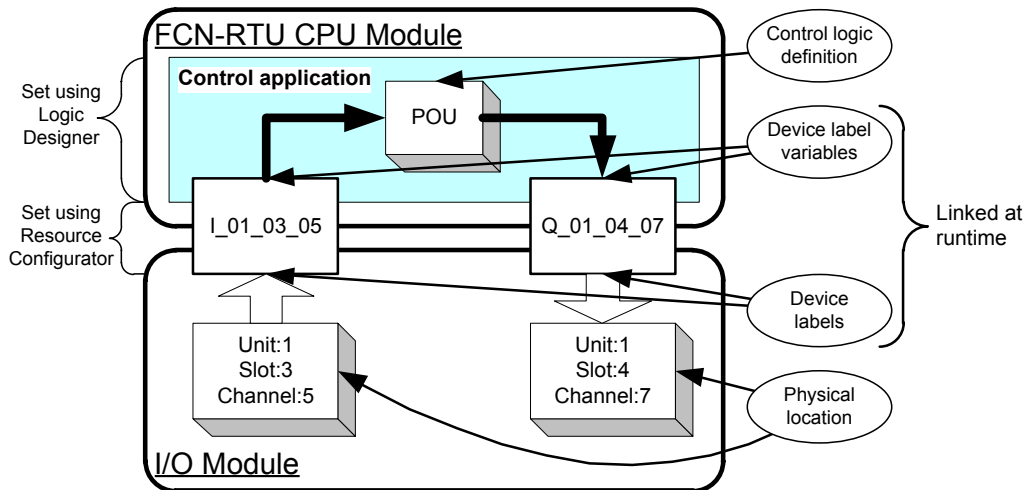 FCN-RTU CPU Module
Control application
POU
Set using
Logic
Designer
Set using
Resource
Configurator
I_01_03_05
Q_01_04_07
Unit:1
Slot:3
Channel:5
Unit:1
Slot:4
Channel:7
I/O Module
Control logic
definition
Device label
variables
Linked at
runtime
Device
labels
Physical
location